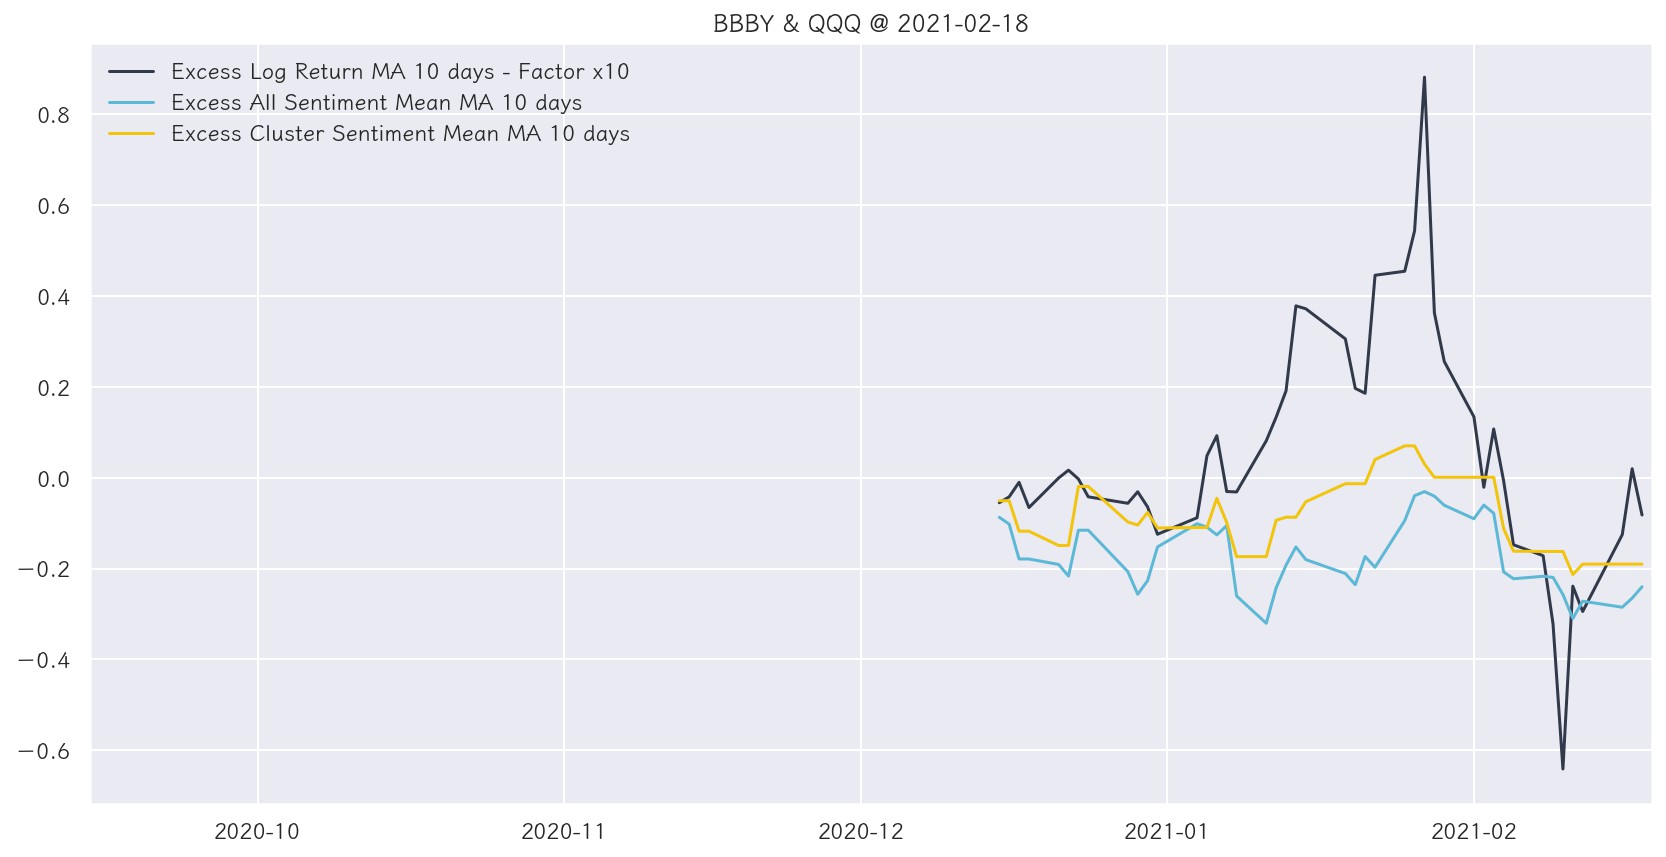 BBBY & QQQ @ 2021-02-18
Excess Log Return MA 10 days - Factor x10
Excess All Sentiment Mean MA 10 days
Excess Cluster Sentiment Mean MA 10 days
0.8
0.6
0.4
0.2
0.0
−0.2
−0.4
−0.6
2020-10 2020-11 2020-12 2021-01 2021-02